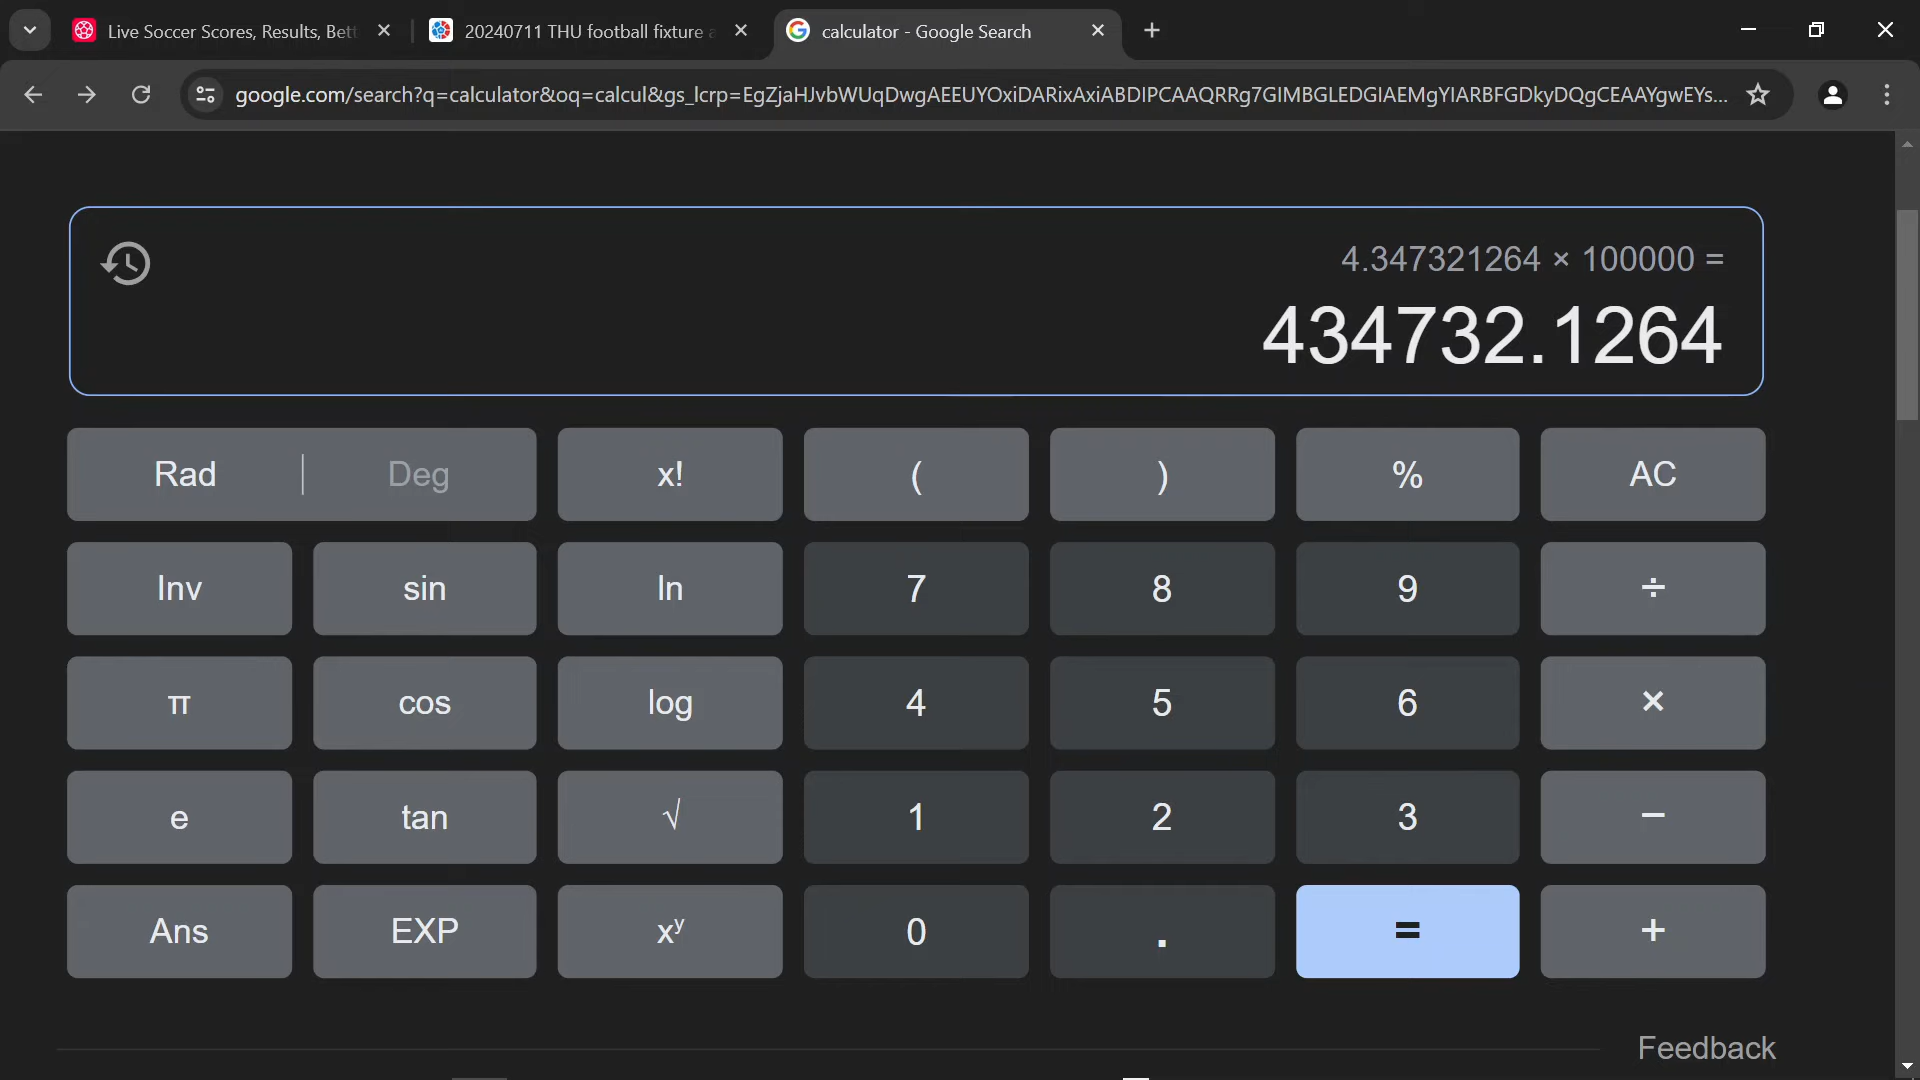 Live Soccer Scores, Results, Bett
20240711 THU football fixture a
calculator - Google Search
google.com/search?q=calculator&oq=calcul&gs_lcrp=EgZjaHJvbWUqDwgAEEUYOxiDARixAxiABDIPCAAQRRg7GIMBGLEDGIAEMgYIARBFGDkyDQgCEAAYgwEYs...
4.347321264 × 100000 =
434732.1264
Rad | Deg x! ( ) % AC
Inv sin ln 7 8 9 ÷
π cos log 4 5 6 ×
e tan √ 1 2 3 −
Ans EXP xʸ 0 . = +
Feedback